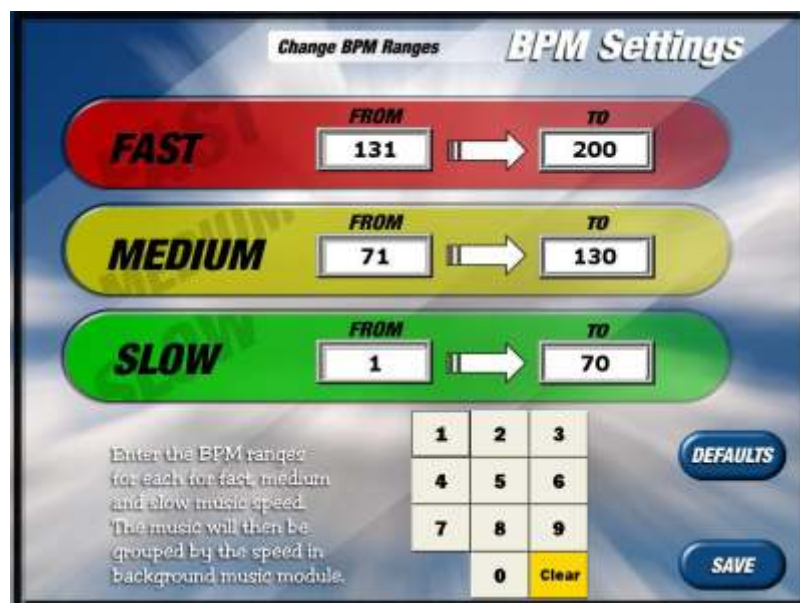 Change BPM Ranges
BPM Settings
FAST
FROM
TO
131
200
MEDIUM
FROM
TO
71
130
SLOW
FROM
TO
1
70
Enter the BPM ranges
for each for fast, medium
and slow music speed.
The music will then be
grouped by the speed in
background music module.
1 2 3
4 5 6
7 8 9
0 Clear
DEFAULTS
SAVE